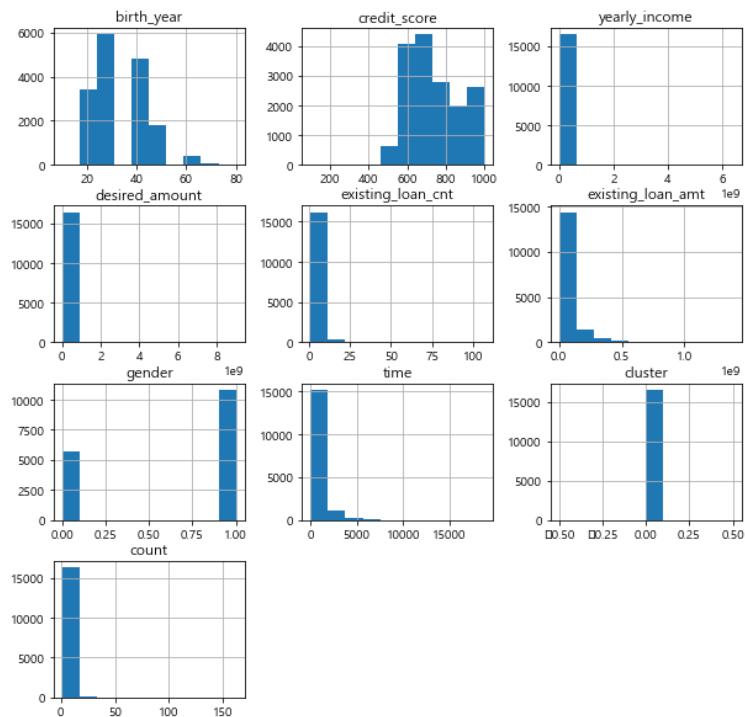 birth_year credit_score yearly_income
6000
4000
2000
0
20 40 60 80
4000
3000
2000
1000
0
200 400 600 800 1000
15000
10000
5000
0
0 2 4 6
1e9
desired_amount existing_loan_cnt existing_loan_amt
15000
10000
5000
0
0 2 4 6 8
1e9
15000
10000
5000
0
0 25 50 75 100
15000
10000
5000
0
0.0 0.5 1.0
1e9
gender time cluster
10000
7500
5000
2500
0
0.00 0.25 0.50 0.75 1.00
15000
10000
5000
0
0 5000 10000 15000
15000
10000
5000
0
▯0.50 ▯0.25 0.00 0.25 0.50
count
15000
10000
5000
0
0 50 100 150